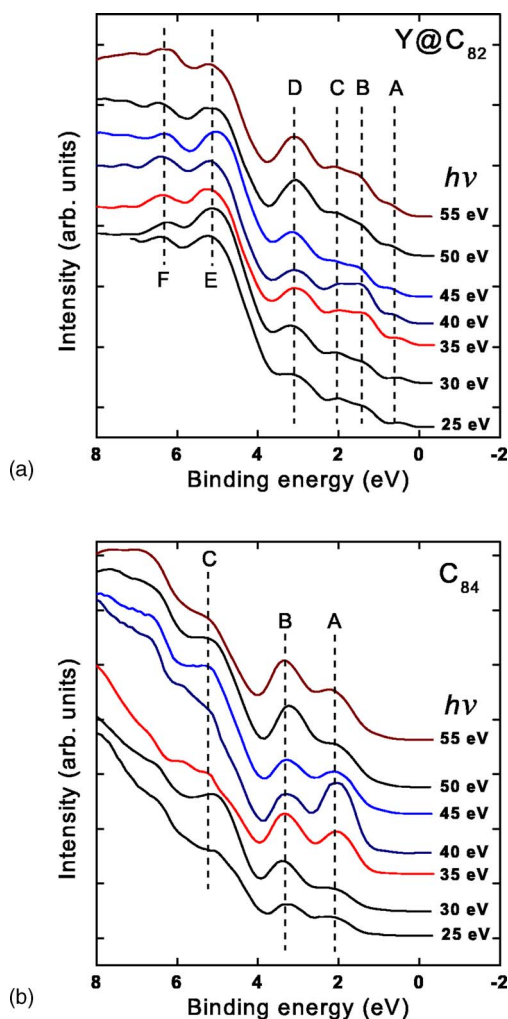 Y@C82
D C B A
hν
55 eV
50 eV
45 eV
40 eV
35 eV
30 eV
25 eV
F E
Intensity (arb. units)
8 6 4 2 0 -2
Binding energy (eV)
(a)
C84
C B A
hν
55 eV
50 eV
45 eV
40 eV
35 eV
30 eV
25 eV
Intensity (arb. units)
8 6 4 2 0 -2
Binding energy (eV)
(b)